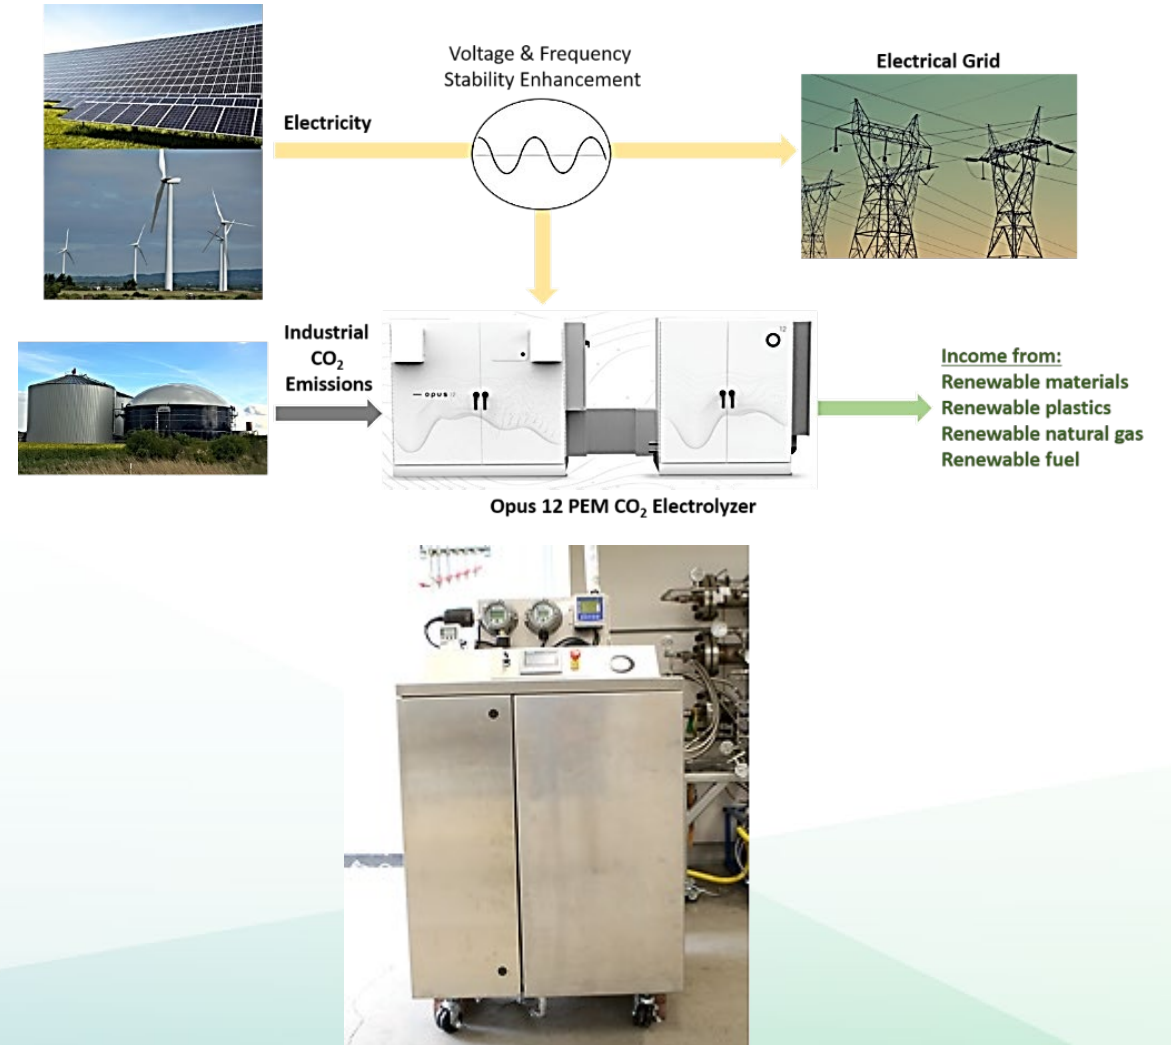 Voltage & Frequency
Stability Enhancement
Electrical Grid
Electricity
Industrial
CO₂
Emissions
opus 12
12
Income from:
Renewable materials
Renewable plastics
Renewable natural gas
Renewable fuel
Opus 12 PEM CO₂ Electrolyzer